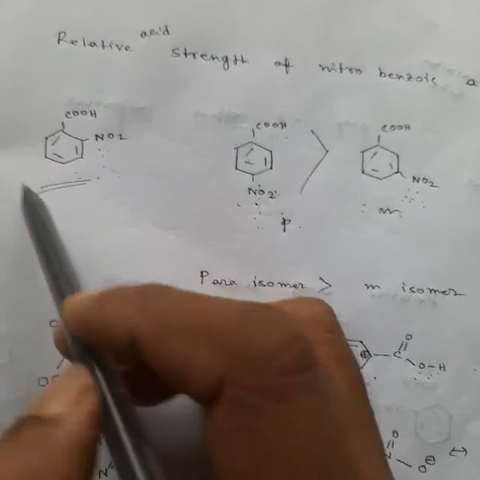 Relative acid strength of nitro benzoic a
COOH COOH COOH
NO2 > NO2
NO2
p m
Para isomer > m isomer
O
C
O-H
O
O⊖